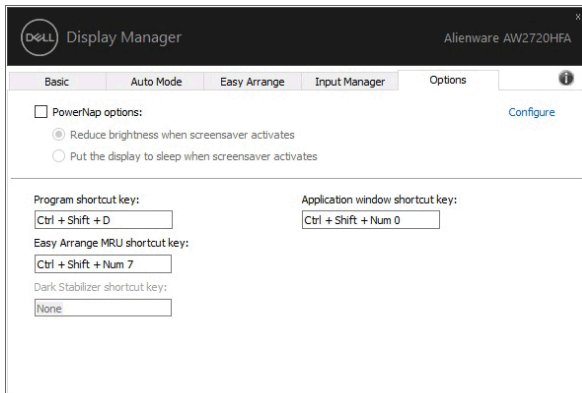 DELL Display Manager
Alienware AW2720HFA
x
Basic
Auto Mode
Easy Arrange
Input Manager
Options
i
PowerNap options:
Configure
Reduce brightness when screensaver activates
Put the display to sleep when screensaver activates
Program shortcut key:
Application window shortcut key:
Ctrl + Shift + D
Ctrl + Shift + Num 0
Easy Arrange MRU shortcut key:
Ctrl + Shift + Num 7
Dark Stabilizer shortcut key:
None